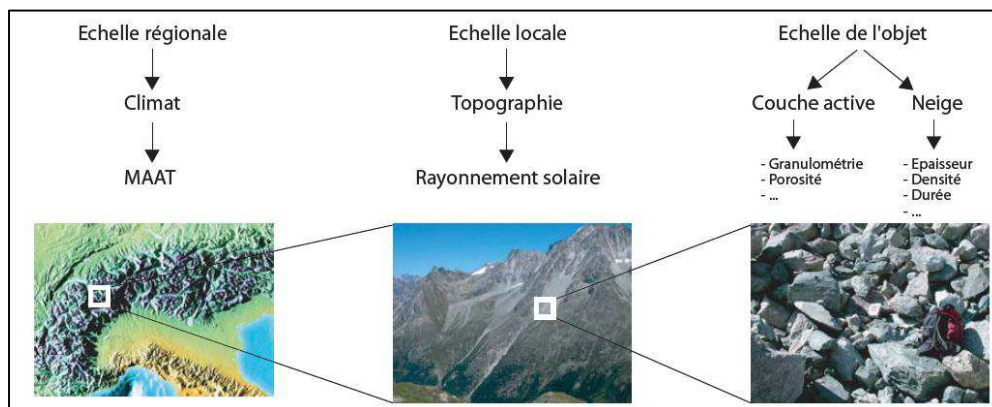 Echelle régionale
Climat
MAAT
Echelle locale
Topographie
Rayonnement solaire
Echelle de l'objet
Couche active
- Granulométrie
- Porosité
- ...
Neige
- Epaisseur
- Densité
- Durée
- ...